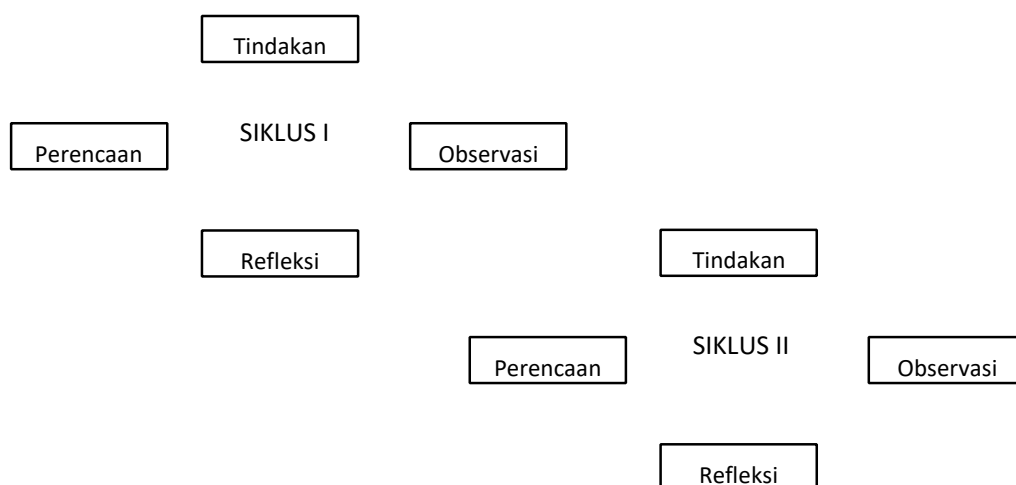 Tindakan
SIKLUS I
Perencaan
Observasi
Refleksi
Tindakan
SIKLUS II
Perencaan
Observasi
Refleksi